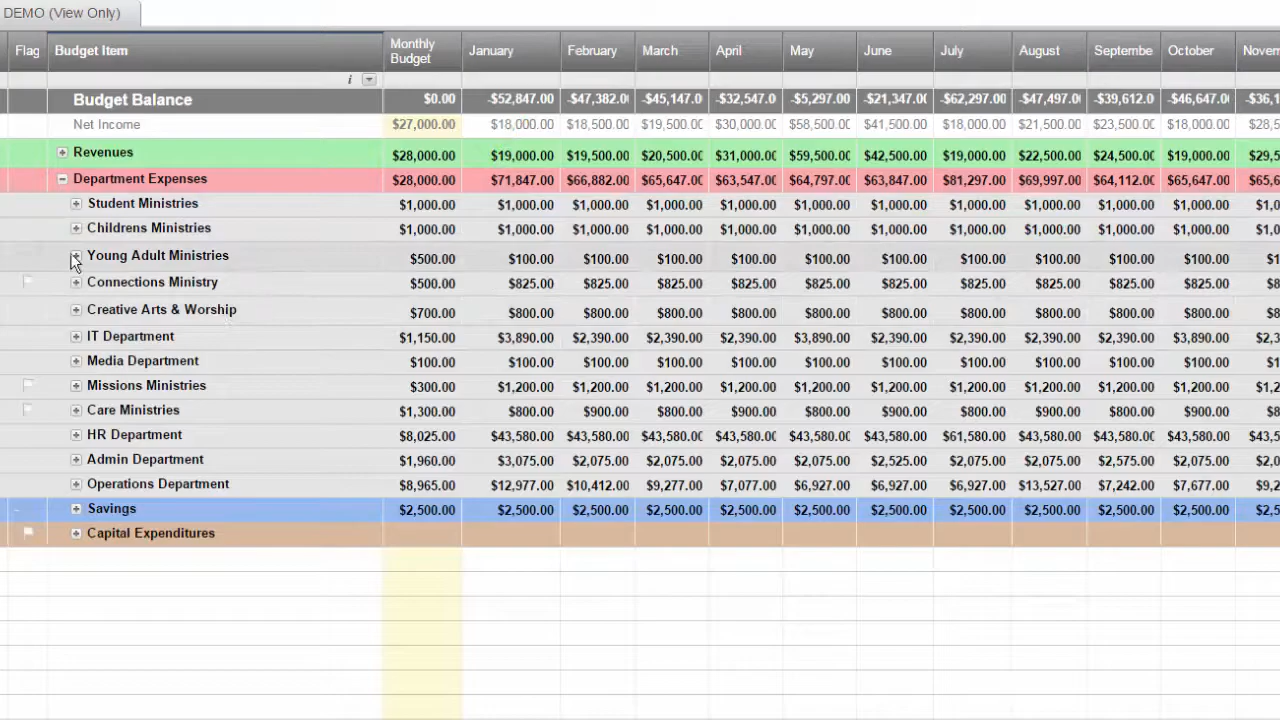 DEMO (View Only)
Flag Budget Item Monthly Budget January February March April May June July August Septembe October Novem
i
Budget Balance $0.00 -$52,847.00 -$47,382.0 -$45,147.0 -$32,547.0 -$5,297.00 -$21,347.00 -$62,297.00 -$47,497.00 -$39,612.0 -$46,647.00 -$36,1
Net Income $27,000.00 $18,000.00 $18,500.00 $19,500.00 $30,000.00 $58,500.00 $41,500.00 $18,000.00 $21,500.00 $23,500.00 $18,000.00 $28,5
Revenues $28,000.00 $19,000.00 $19,500.00 $20,500.00 $31,000.00 $59,500.00 $42,500.00 $19,000.00 $22,500.00 $24,500.00 $19,000.00 $29,5
Department Expenses $28,000.00 $71,847.00 $66,882.00 $65,647.00 $63,547.00 $64,797.00 $63,847.00 $81,297.00 $69,997.00 $64,112.00 $65,647.00 $65,6
Student Ministries $1,000.00 $1,000.00 $1,000.00 $1,000.00 $1,000.00 $1,000.00 $1,000.00 $1,000.00 $1,000.00 $1,000.00 $1,000.00 $1,0
Childrens Ministries $1,000.00 $1,000.00 $1,000.00 $1,000.00 $1,000.00 $1,000.00 $1,000.00 $1,000.00 $1,000.00 $1,000.00 $1,000.00 $1,0
Young Adult Ministries $500.00 $100.00 $100.00 $100.00 $100.00 $100.00 $100.00 $100.00 $100.00 $100.00 $100.00 $1
Connections Ministry $500.00 $825.00 $825.00 $825.00 $825.00 $825.00 $825.00 $825.00 $825.00 $825.00 $825.00 $8
Creative Arts & Worship $700.00 $800.00 $800.00 $800.00 $800.00 $800.00 $800.00 $800.00 $800.00 $800.00 $800.00 $8
IT Department $1,150.00 $3,890.00 $2,390.00 $2,390.00 $3,890.00 $2,390.00 $2,390.00 $3,890.00 $2,390.00 $2,390.00 $3,890.00 $2,3
Media Department $100.00 $100.00 $100.00 $100.00 $100.00 $100.00 $100.00 $100.00 $100.00 $100.00 $100.00 $1
Missions Ministries $300.00 $1,200.00 $1,200.00 $1,200.00 $1,200.00 $1,200.00 $1,200.00 $1,200.00 $1,200.00 $1,200.00 $1,200.00 $1,2
Care Ministries $1,300.00 $800.00 $900.00 $800.00 $900.00 $800.00 $900.00 $800.00 $900.00 $800.00 $900.00 $8
HR Department $8,025.00 $43,580.00 $43,580.00 $43,580.00 $43,580.00 $43,580.00 $43,580.00 $61,580.00 $43,580.00 $43,580.00 $43,580.00 $43,5
Admin Department $1,960.00 $3,075.00 $2,075.00 $2,075.00 $2,075.00 $2,075.00 $2,525.00 $2,075.00 $2,075.00 $2,575.00 $2,075.00 $2,0
Operations Department $8,965.00 $12,977.00 $10,412.00 $9,277.00 $7,077.00 $6,927.00 $6,927.00 $6,927.00 $13,527.00 $7,242.00 $7,677.00 $9,2
Savings $2,500.00 $2,500.00 $2,500.00 $2,500.00 $2,500.00 $2,500.00 $2,500.00 $2,500.00 $2,500.00 $2,500.00 $2,500.00 $2,5
Capital Expenditures